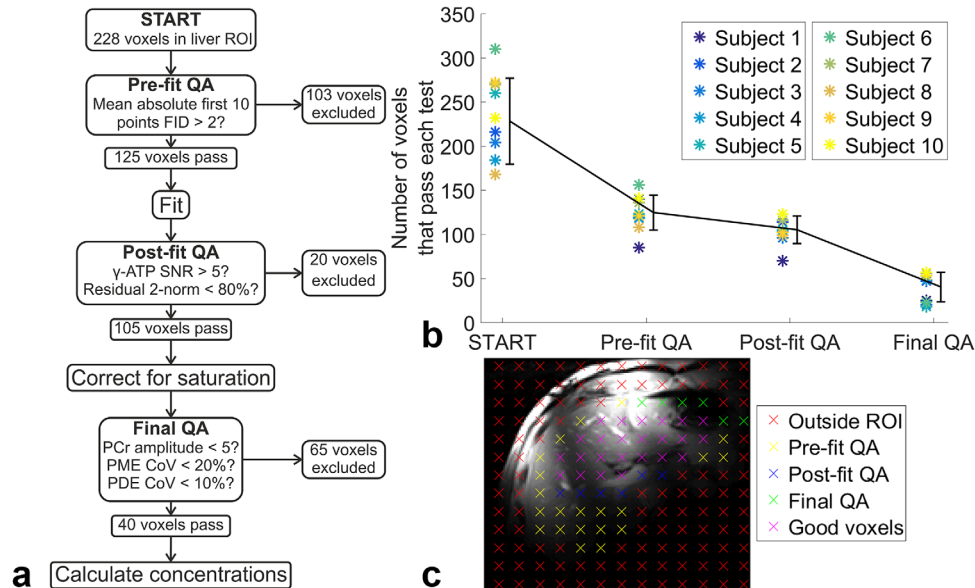 START
228 voxels in liver ROI
Pre-fit QA
Mean absolute first 10
points FID > 2?
103 voxels
excluded
125 voxels pass
Fit
Post-fit QA
γ-ATP SNR > 5?
Residual 2-norm < 80%?
20 voxels
excluded
105 voxels pass
Correct for saturation
Final QA
PCr amplitude < 5?
PME CoV < 20%?
PDE CoV < 10%?
65 voxels
excluded
40 voxels pass
Calculate concentrations
a
Number of voxels
that pass each test
350
300
250
200
150
100
50
0
START
Pre-fit QA
Post-fit QA
Final QA
Subject 1
Subject 2
Subject 3
Subject 4
Subject 5
Subject 6
Subject 7
Subject 8
Subject 9
Subject 10
b
Outside ROI
Pre-fit QA
Post-fit QA
Final QA
Good voxels
c